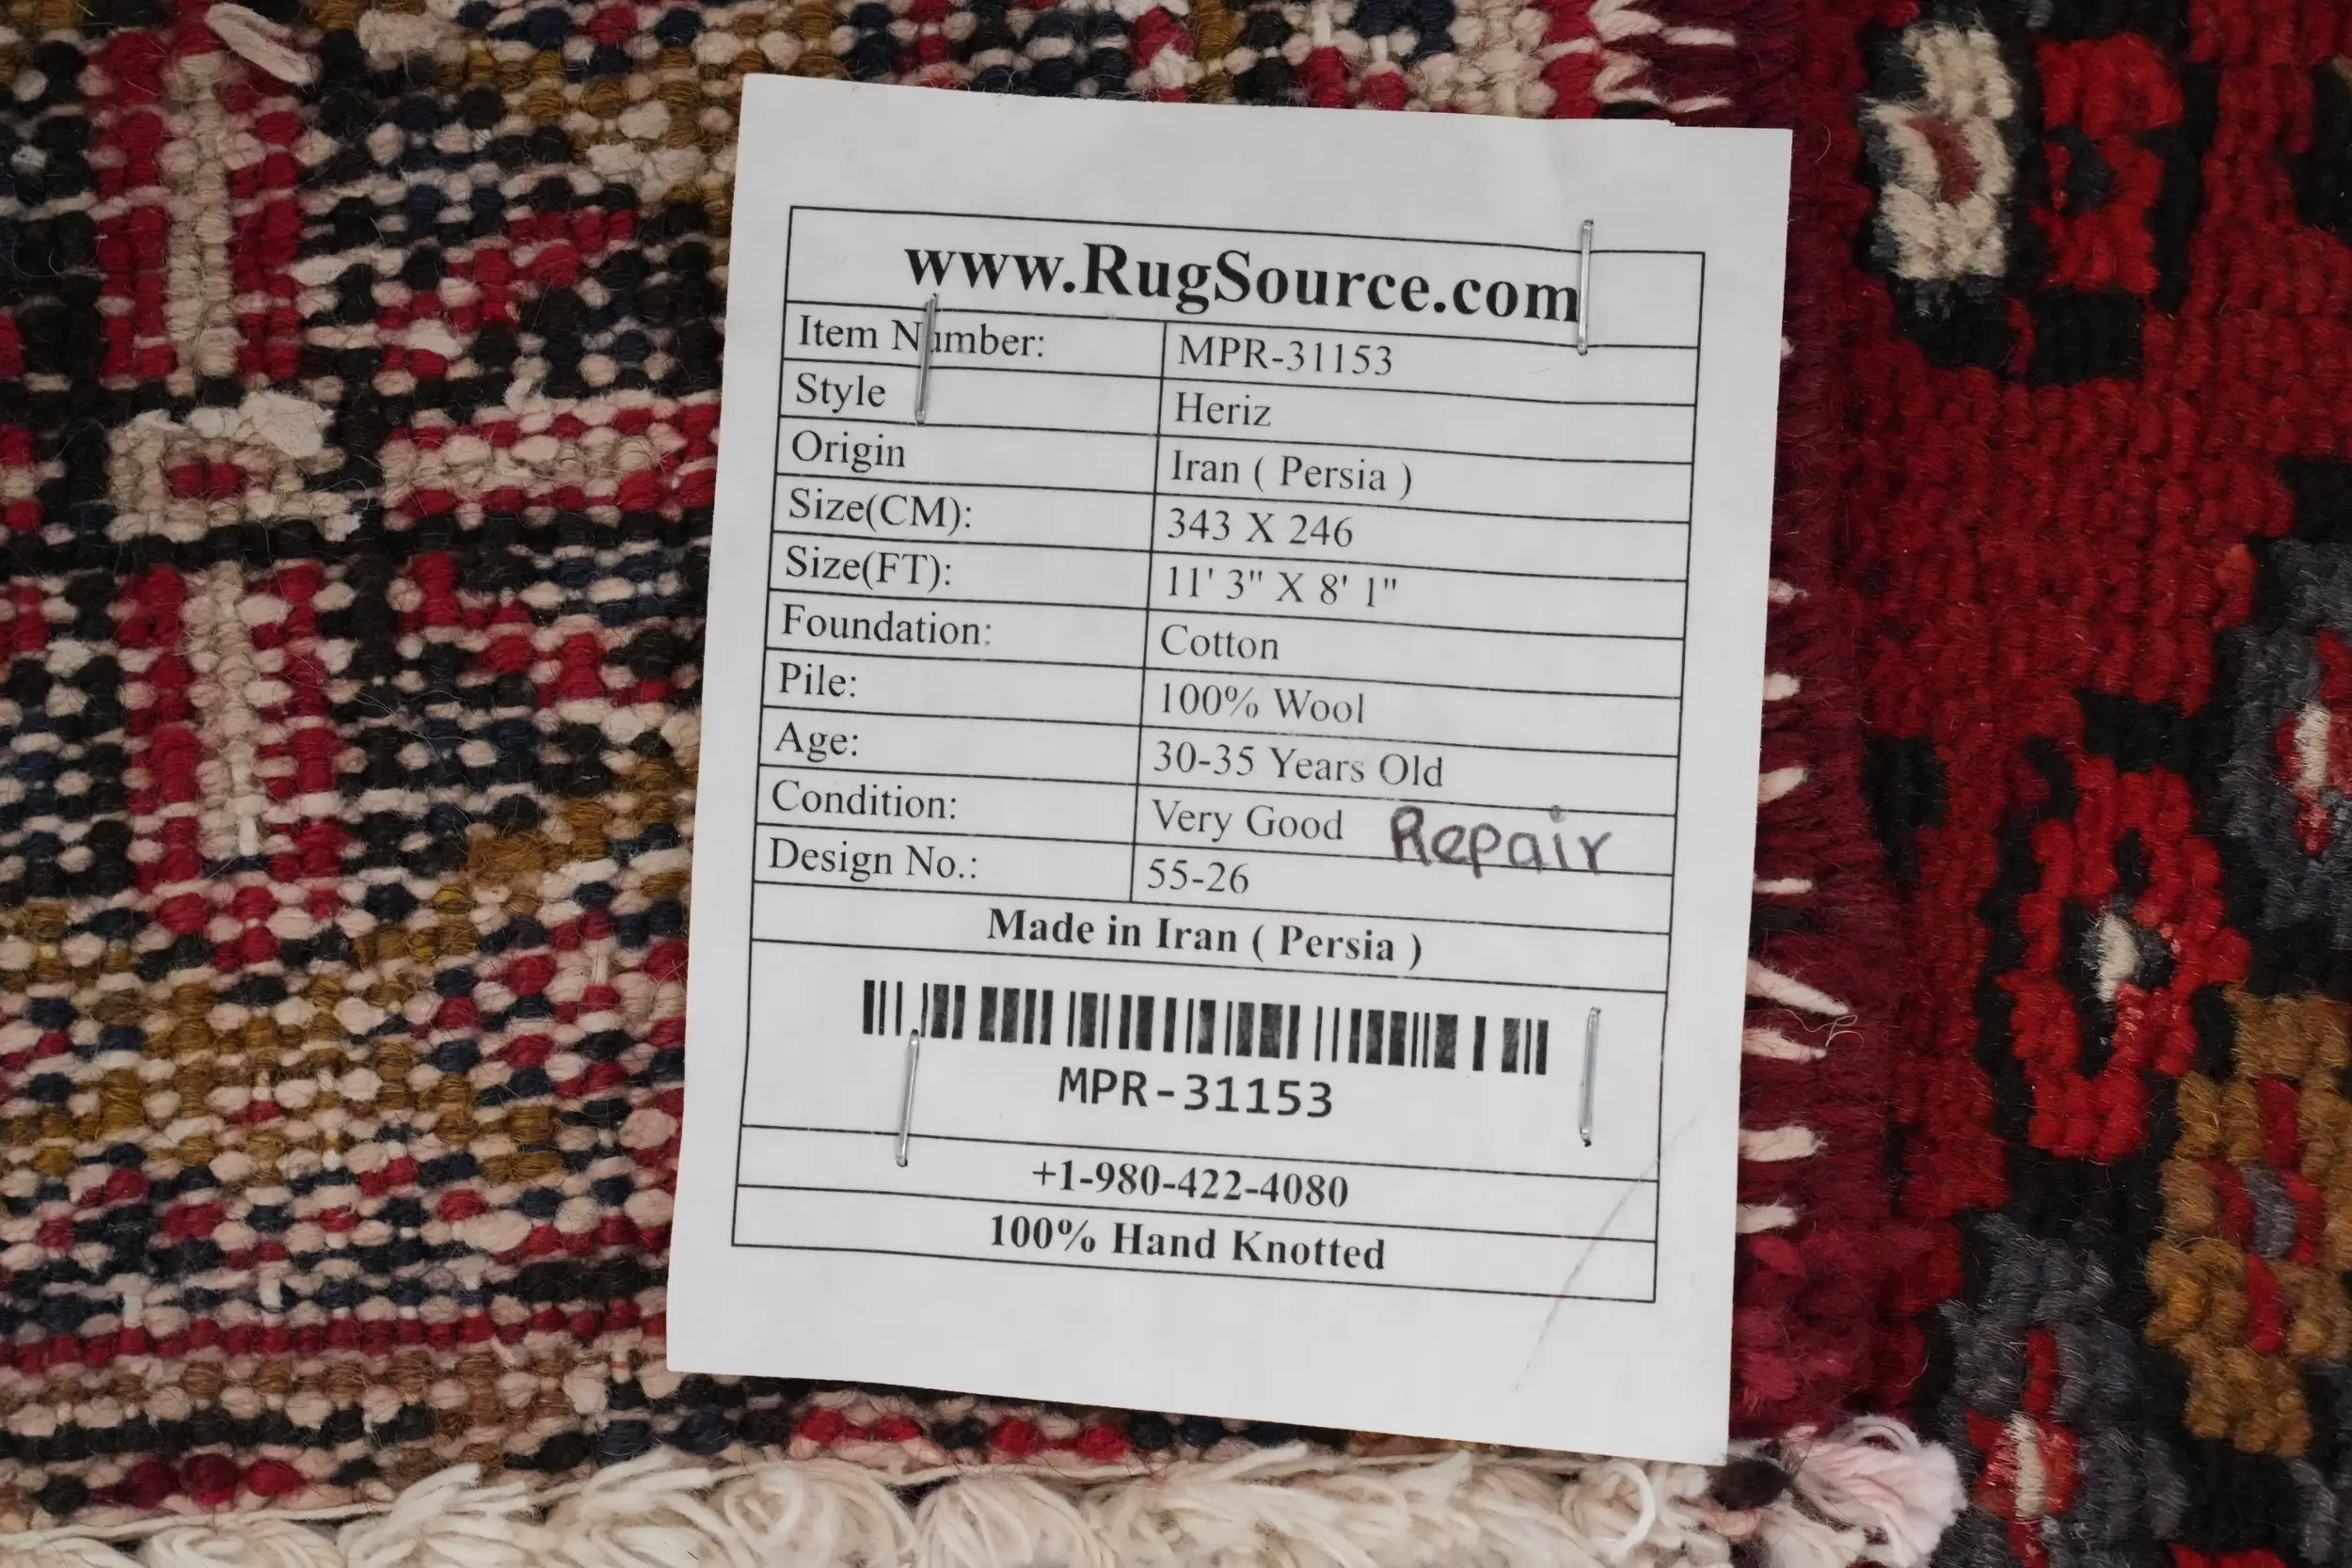 www.RugSource.com
Item Number: MPR-31153
Style Heriz
Origin Iran ( Persia )
Size(CM): 343 X 246
Size(FT): 11' 3" X 8' 1"
Foundation: Cotton
Pile: 100% Wool
Age: 30-35 Years Old
Condition: Very Good Repair
Design No.: 55-26
Made in Iran ( Persia )
MPR-31153
+1-980-422-4080
100% Hand Knotted